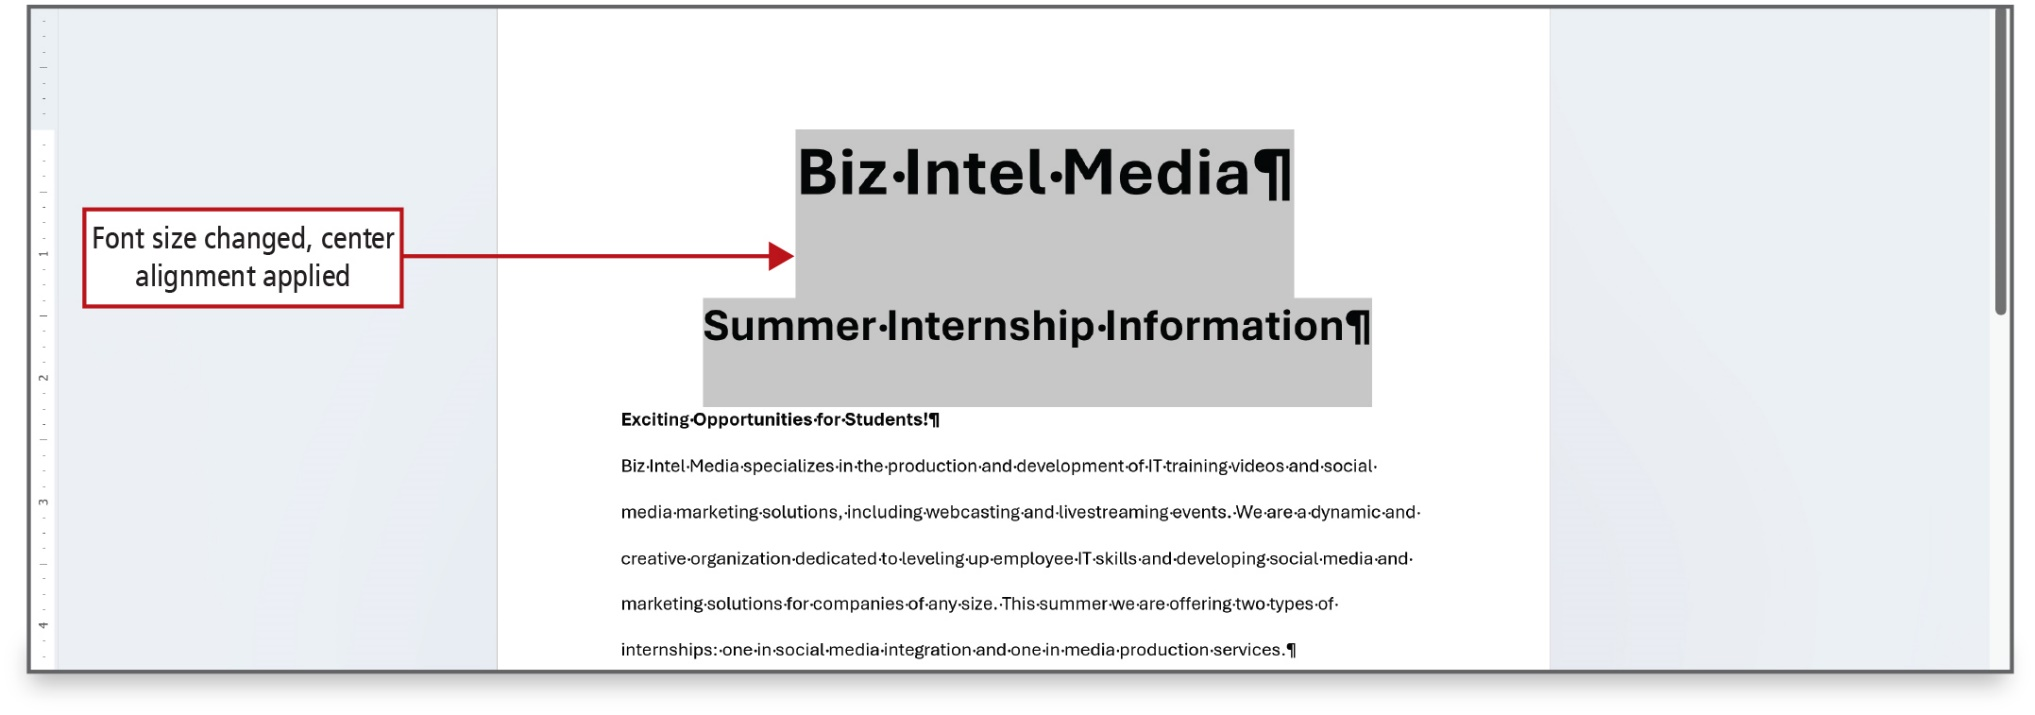 Biz·Intel·Media¶
Font size changed, center
alignment applied
Summer·Internship·Information¶
Exciting·Opportunities·for·Students!¶
Biz·Intel·Media·specializes·in·the·production·and·development·of·IT·training·videos·and·social·
media·marketing·solutions,·including·webcasting·and·livestreaming·events.·We·are·a·dynamic·and·
creative·organization·dedicated·to·leveling·up·employee·IT·skills·and·developing·social·media·and·
marketing·solutions·for·companies·of·any·size.·This·summer·we·are·offering·two·types·of·
internships:·one·in·social·media·integration·and·one·in·media·production·services.¶
1
2
3
4